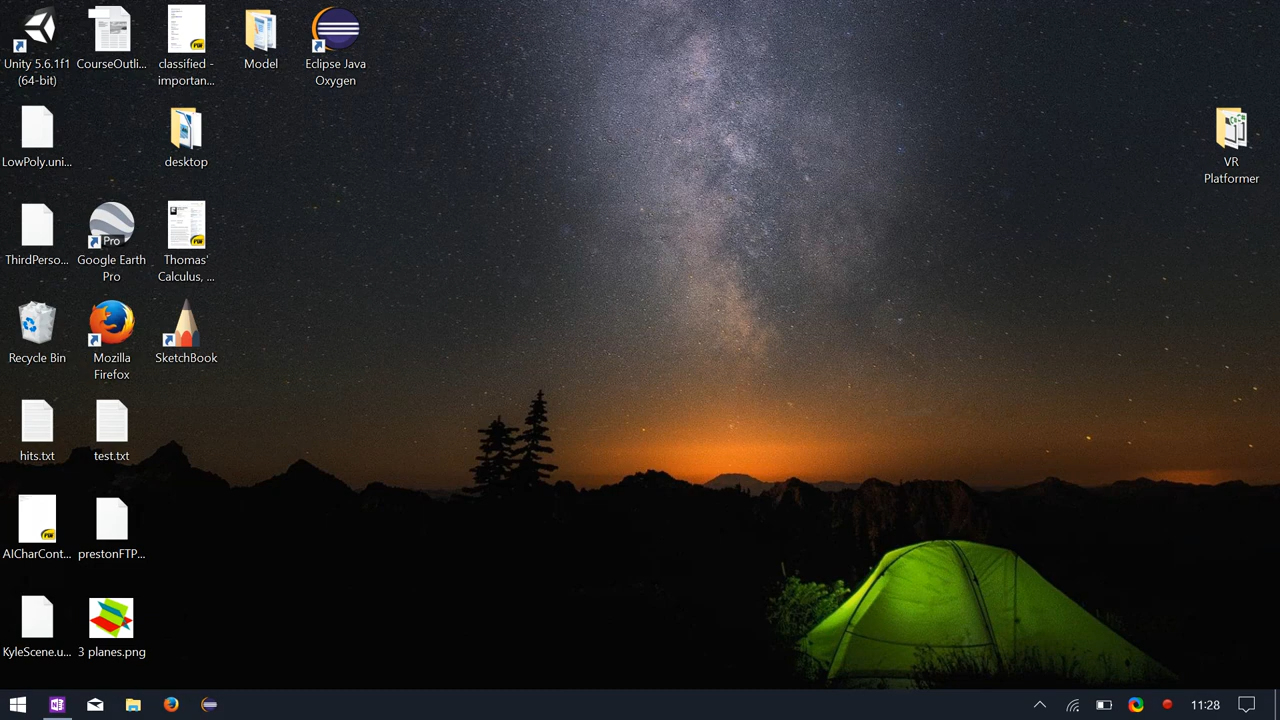 Unity 5.6.1f1
(64-bit)
CourseOutli...
classified -
importan...
Model
Eclipse Java
Oxygen
LowPoly.uni...
desktop
VR
Platformer
ThirdPerso...
Pro
Google Earth
Pro
Thomas'
Calculus, ...
Recycle Bin
Mozilla
Firefox
SketchBook
hits.txt
test.txt
AICharCont...
prestonFTP...
KyleScene.u...
3 planes.png
11:28